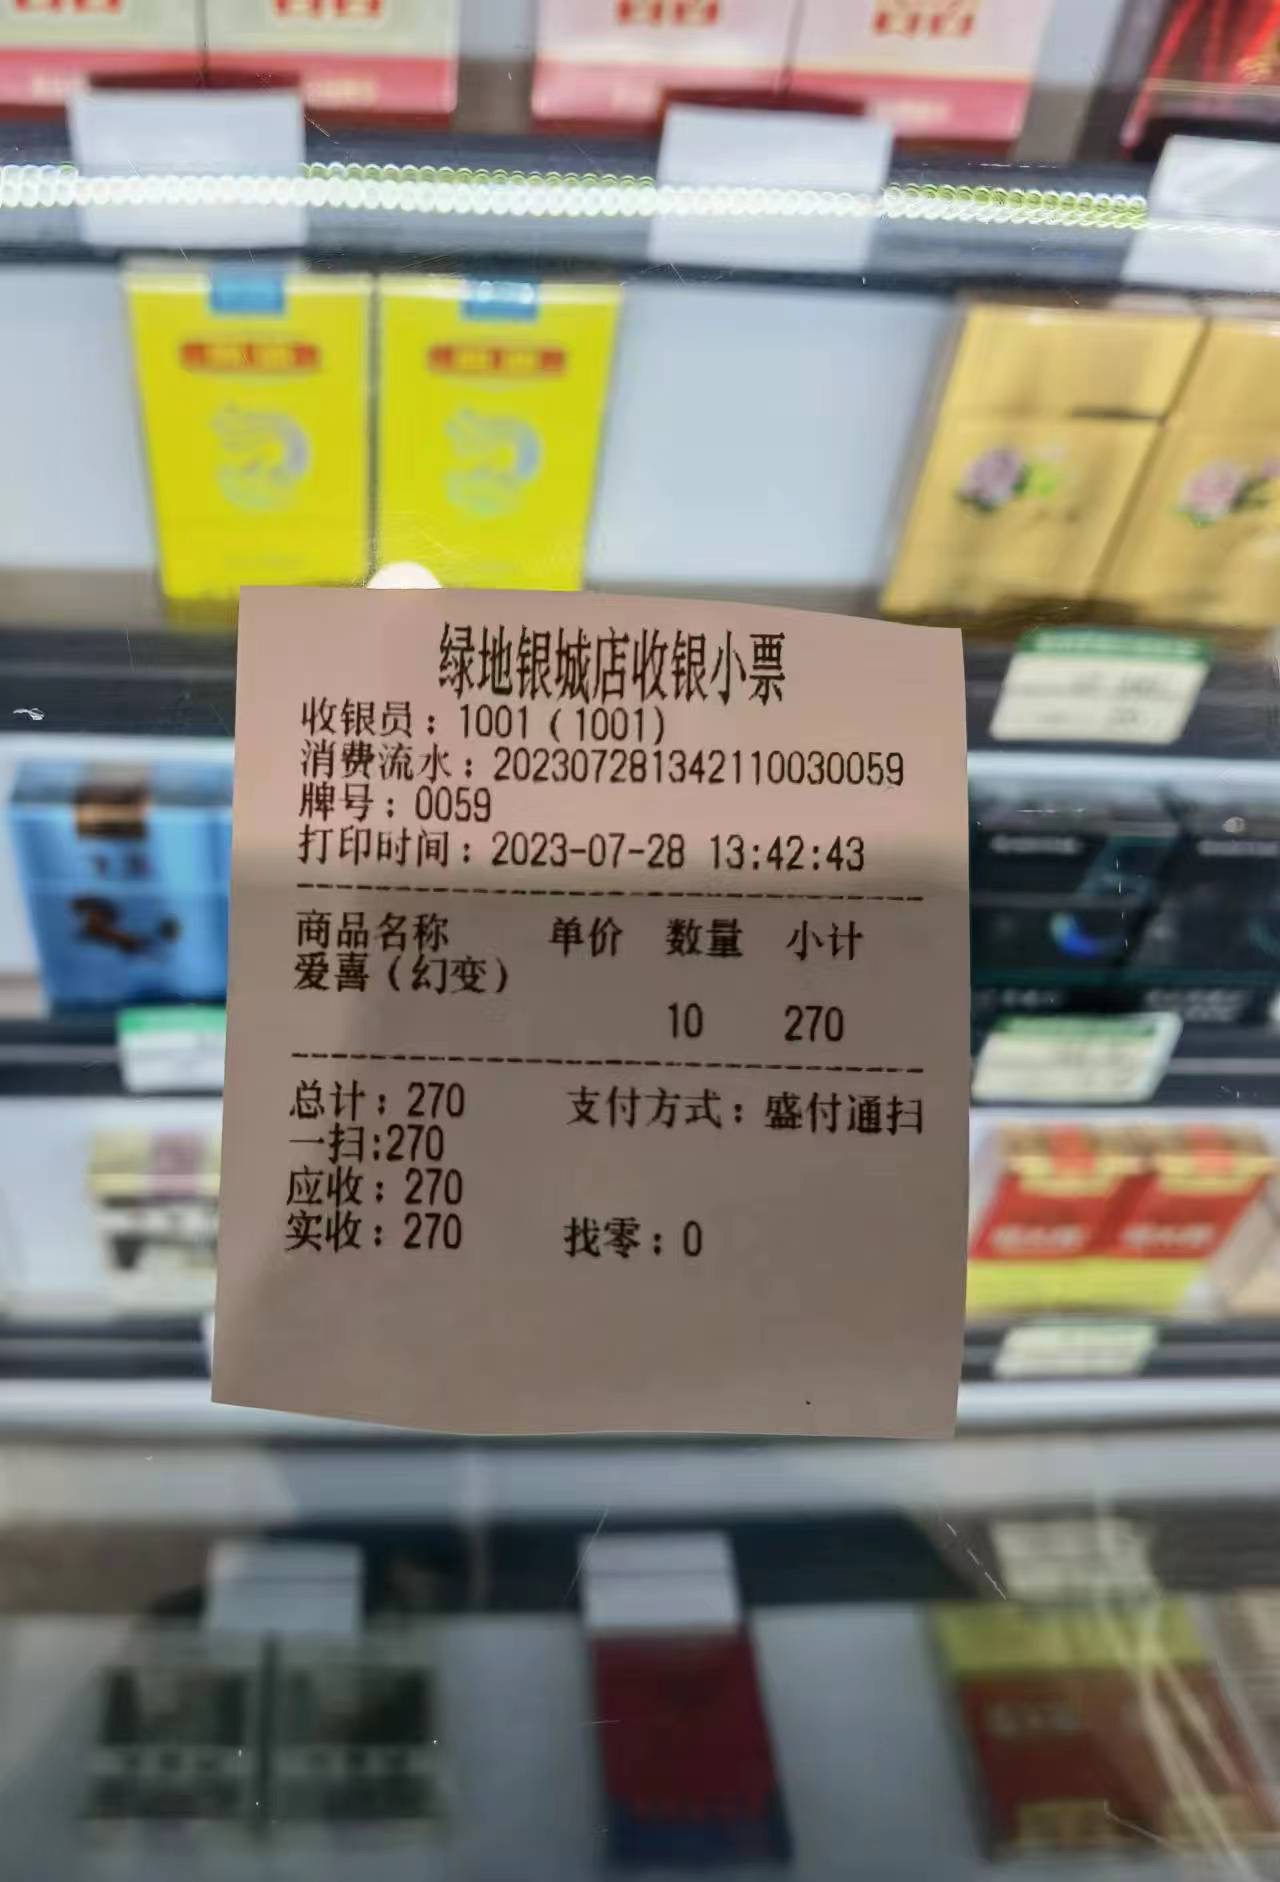 绿地银城店收银小票
收银员：1001（1001）
消费流水：202307281342110030059
牌号：0059
打印时间：2023-07-28 13:42:43
商品名称 单价 数量 小计
爱喜（幻变）
10 270
总计：270 支付方式：盛付通扫
一扫:270
应收：270
实收：270 找零：0